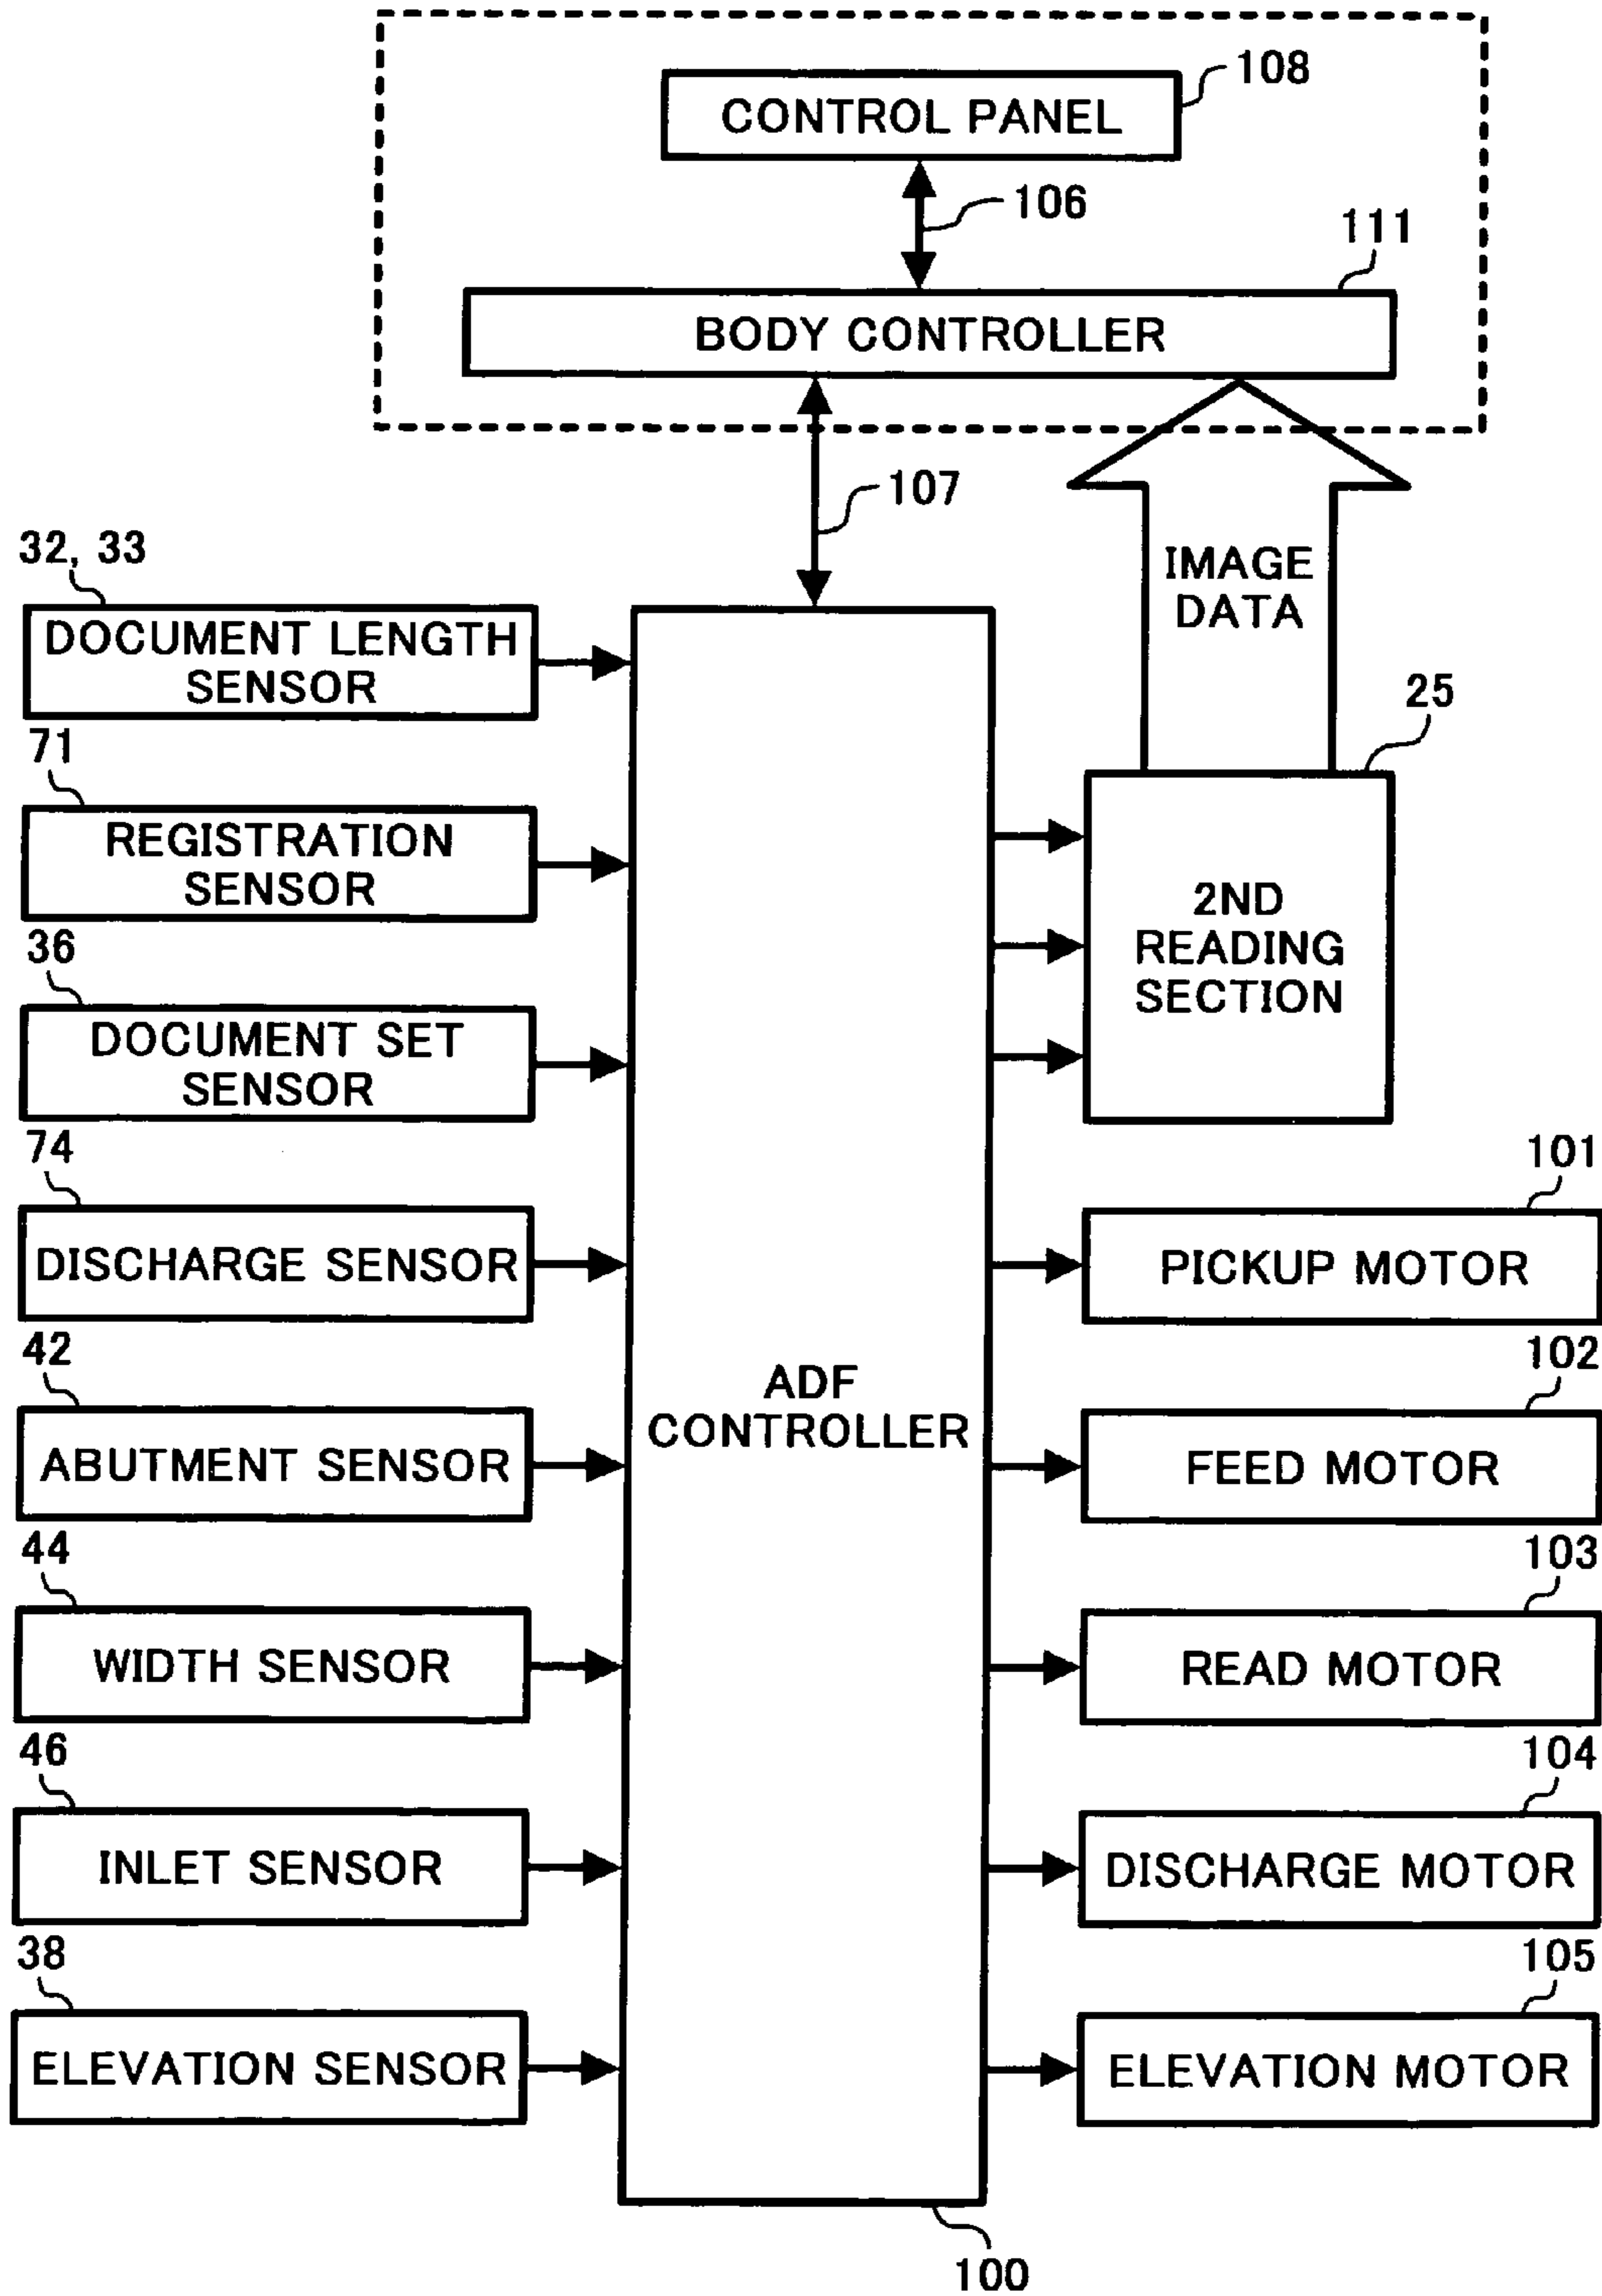 108
CONTROL PANEL
106
111
BODY CONTROLLER
107
IMAGE
DATA
32, 33
DOCUMENT LENGTH
SENSOR
25
71
REGISTRATION
SENSOR
2ND
READING
SECTION
36
DOCUMENT SET
SENSOR
74
DISCHARGE SENSOR
101
PICKUP MOTOR
42
ABUTMENT SENSOR
ADF
CONTROLLER
102
FEED MOTOR
44
WIDTH SENSOR
103
READ MOTOR
46
INLET SENSOR
104
DISCHARGE MOTOR
38
ELEVATION SENSOR
105
ELEVATION MOTOR
100